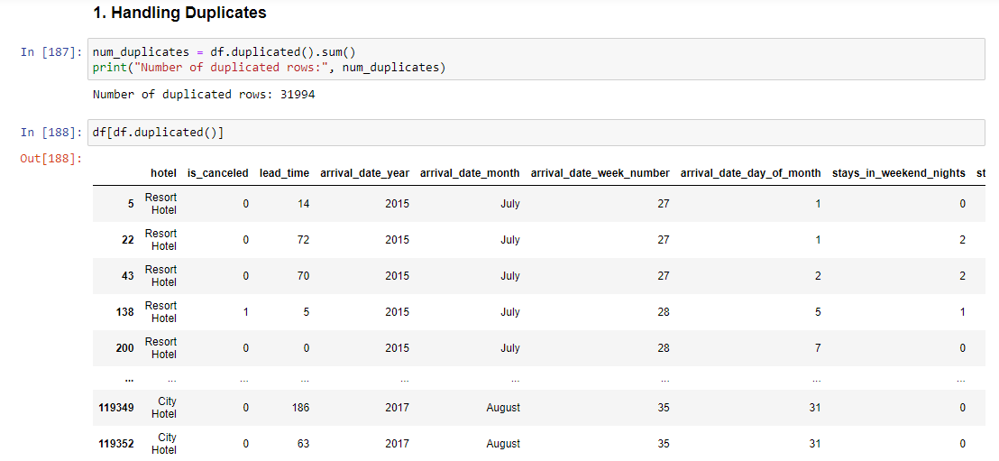 1. Handling Duplicates
In [187]: num_duplicates = df.duplicated().sum()
print("Number of duplicated rows:", num_duplicates)
Number of duplicated rows: 31994
In [188]: df[df.duplicated()]
Out[188]:
hotel is_canceled lead_time arrival_date_year arrival_date_month arrival_date_week_number arrival_date_day_of_month stays_in_weekend_nights st
5 Resort Hotel 0 14 2015 July 27 1 0
22 Resort Hotel 0 72 2015 July 27 1 2
43 Resort Hotel 0 70 2015 July 27 2 2
138 Resort Hotel 1 5 2015 July 28 5 1
200 Resort Hotel 0 0 2015 July 28 7 0
... ... ... ... ... ... ... ... ...
119349 City Hotel 0 186 2017 August 35 31 0
119352 City Hotel 0 63 2017 August 35 31 0